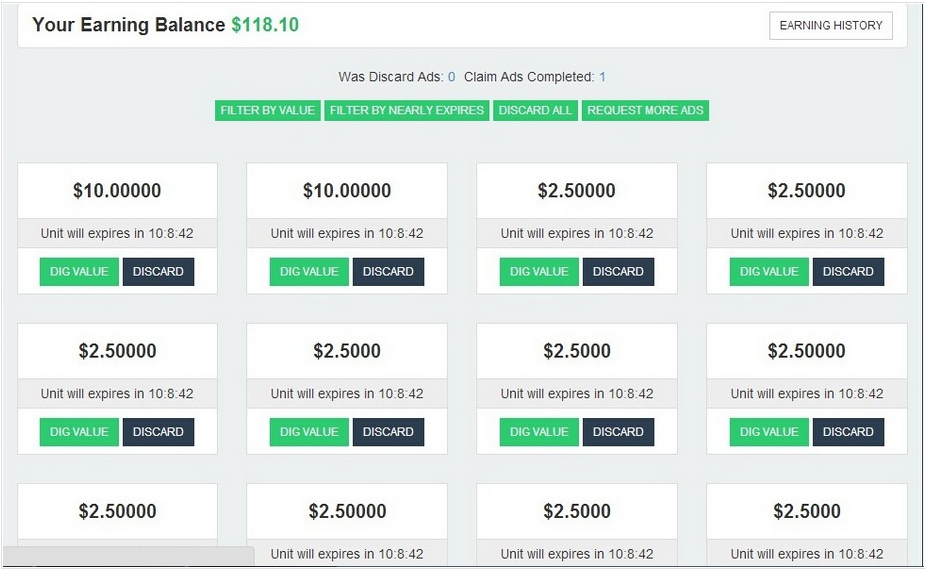 Your Earning Balance $118.10
EARNING HISTORY
Was Discard Ads: 0 Claim Ads Completed: 1
FILTER BY VALUE FILTER BY NEARLY EXPIRES DISCARD ALL REQUEST MORE ADS
$10.00000 $10.00000 $2.50000 $2.50000
Unit will expires in 10:8:42 Unit will expires in 10:8:42 Unit will expires in 10:8:42 Unit will expires in 10:8:42
DIG VALUE DISCARD DIG VALUE DISCARD DIG VALUE DISCARD DIG VALUE DISCARD
$2.50000 $2.5000 $2.5000 $2.50000
Unit will expires in 10:8:42 Unit will expires in 10:8:42 Unit will expires in 10:8:42 Unit will expires in 10:8:42
DIG VALUE DISCARD DIG VALUE DISCARD DIG VALUE DISCARD DIG VALUE DISCARD
$2.50000 $2.50000 $2.5000 $2.5000
Unit will expires in 10:8:42 Unit will expires in 10:8:42 Unit will expires in 10:8:42